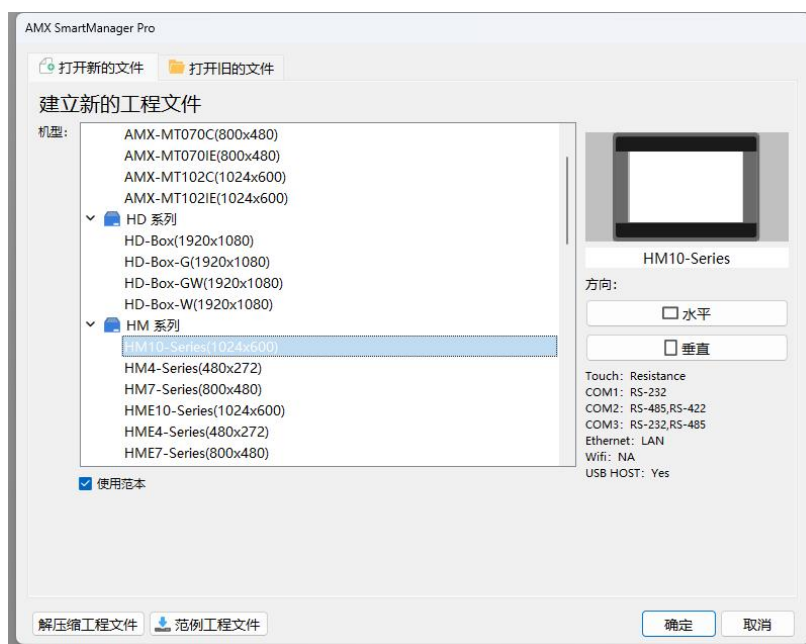 AMX SmartManager Pro
打开新的文件 打开旧的文件
建立新的工程文件
机型:
AMX-MT070C(800x480)
AMX-MT070IE(800x480)
AMX-MT102C(1024x600)
AMX-MT102IE(1024x600)
HD 系列
HD-Box(1920x1080)
HD-Box-G(1920x1080)
HD-Box-GW(1920x1080)
HD-Box-W(1920x1080)
HM 系列
HM10-Series(1024x600)
HM4-Series(480x272)
HM7-Series(800x480)
HME10-Series(1024x600)
HME4-Series(480x272)
HME7-Series(800x480)
使用范本
HM10-Series
方向:
水平
垂直
Touch: Resistance
COM1: RS-232
COM2: RS-485,RS-422
COM3: RS-232,RS-485
Ethernet: LAN
Wifi: NA
USB HOST: Yes
解压缩工程文件 范例工程文件 确定 取消